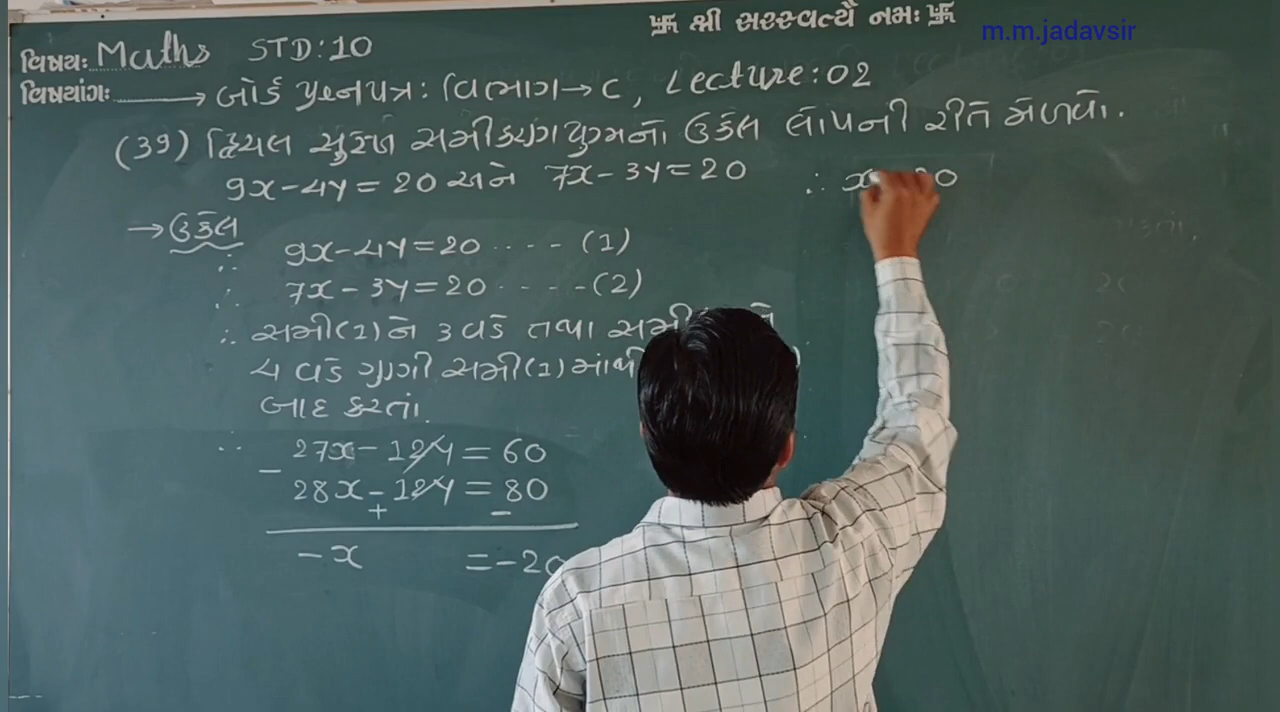 卐 શ્રી સરસ્વત્યૈ નમઃ 卐
m.m.jadavsir
વિષય: Maths STD:10
વિષયાંગ: → બોર્ડ પ્રશ્નપત્ર: વિભાગ → C, Lecture:02
(39) દ્વિચલ સુરેખ સમીકરણયુગ્મનો ઉકેલ લોપની રીતે મેળવો.
9x-4y=20 અને 7x-3y=20
→ ઉકેલ
∴ 9x-4y=20 ---- (1)
∴ 7x-3y=20 ---- (2)
∴ સમી(1)ને 3 વડે તથા
4 વડે ગુણી સમી(1)માંથી
બાદ કરતાં
∴ 27x-12y=60
28x-12y=80
- + -
-x =-20
∴ x